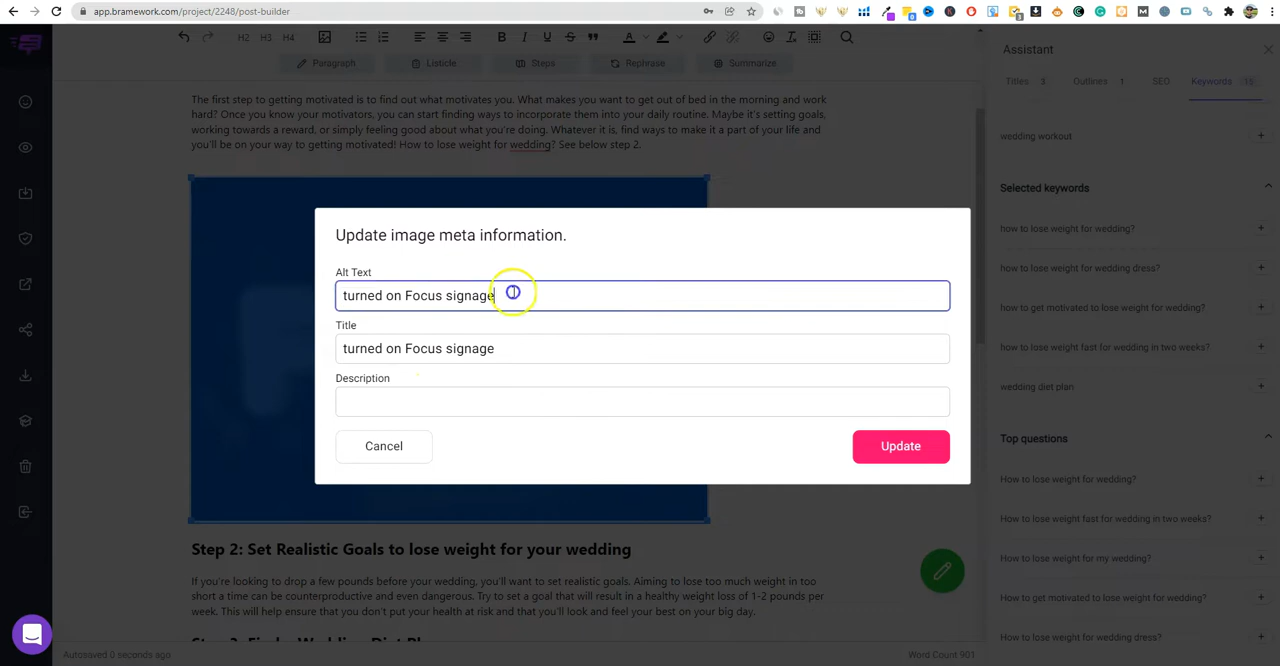 app.bramework.com/project/2248/post-builder
H2 H3 H4
B I U S A
Paragraph Listicle Steps Rephrase Summarize
The first step to getting motivated is to find out what motivates you. What makes you want to get out of bed in the morning and work
hard? Once you know your motivators, you can start finding ways to incorporate them into your daily routine. Maybe it's setting goals,
working towards a reward, or simply feeling good about what you're doing. Whatever it is, find ways to make it a part of your life and
you'll be on your way to getting motivated! How to lose weight for wedding? See below step 2.
Update image meta information.
Alt Text
turned on Focus signage
Title
turned on Focus signage
Description
Cancel Update
Step 2: Set Realistic Goals to lose weight for your wedding
If you're looking to drop a few pounds before your wedding, you'll want to set realistic goals. Aiming to lose too much weight in too
short a time can be counterproductive and even dangerous. Try to set a goal that will result in a healthy weight loss of 1-2 pounds per
week. This will help ensure that you don't put your health at risk and that you'll look and feel your best on your big day.
Autosaved 0 seconds ago
Word Count 901
Assistant
Titles 3 Outlines 1 SEO Keywords
wedding workout
Selected keywords
how to lose weight for wedding?
how to lose weight for wedding dress?
how to get motivated to lose weight for wedding?
how to lose weight fast for wedding in two weeks?
wedding diet plan
Top questions
How to lose weight for wedding?
How to lose weight fast for wedding in two weeks?
How to lose weight for my wedding?
How to get motivated to lose weight for wedding?
How to lose weight for wedding dress?